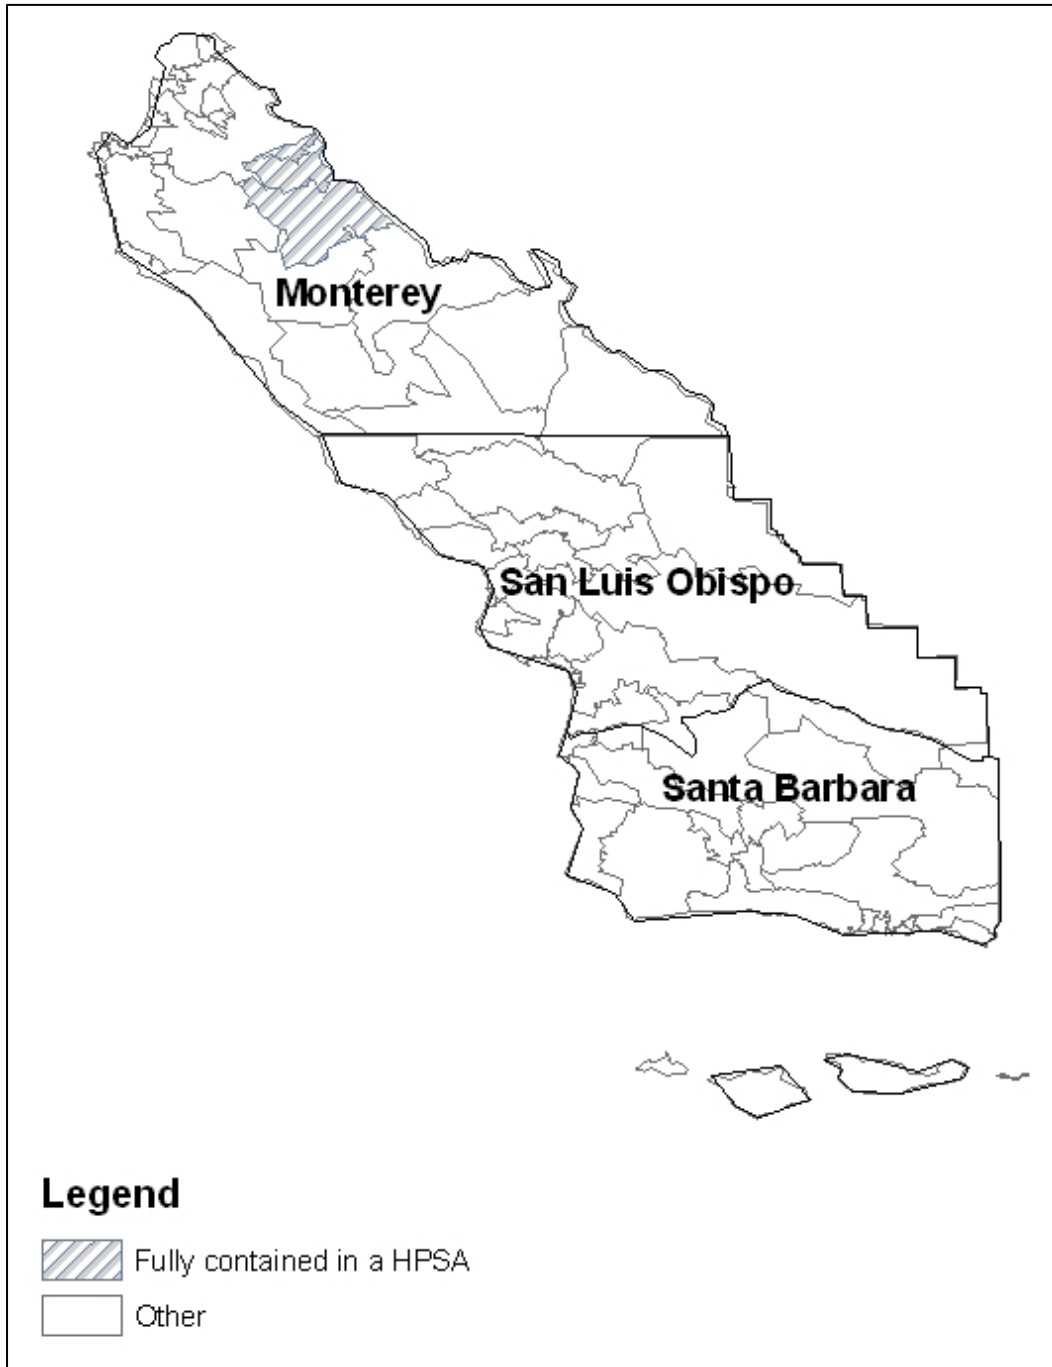 Monterey
San Luis Obispo
Santa Barbara
Legend
Fully contained in a HPSA
Other